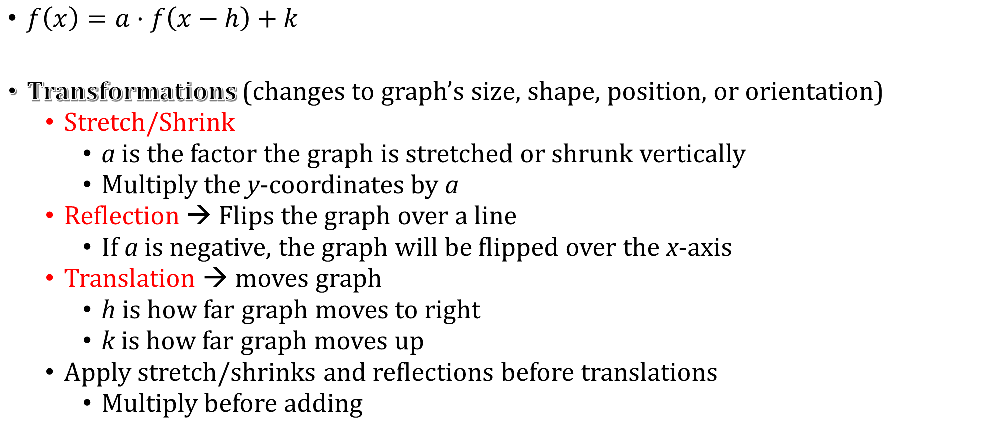 • f(x) = a · f(x − h) + k
• Transformations (changes to graph’s size, shape, position, or orientation)
• Stretch/Shrink
• a is the factor the graph is stretched or shrunk vertically
• Multiply the y-coordinates by a
• Reflection → Flips the graph over a line
• If a is negative, the graph will be flipped over the x-axis
• Translation → moves graph
• h is how far graph moves to right
• k is how far graph moves up
• Apply stretch/shrinks and reflections before translations
• Multiply before adding